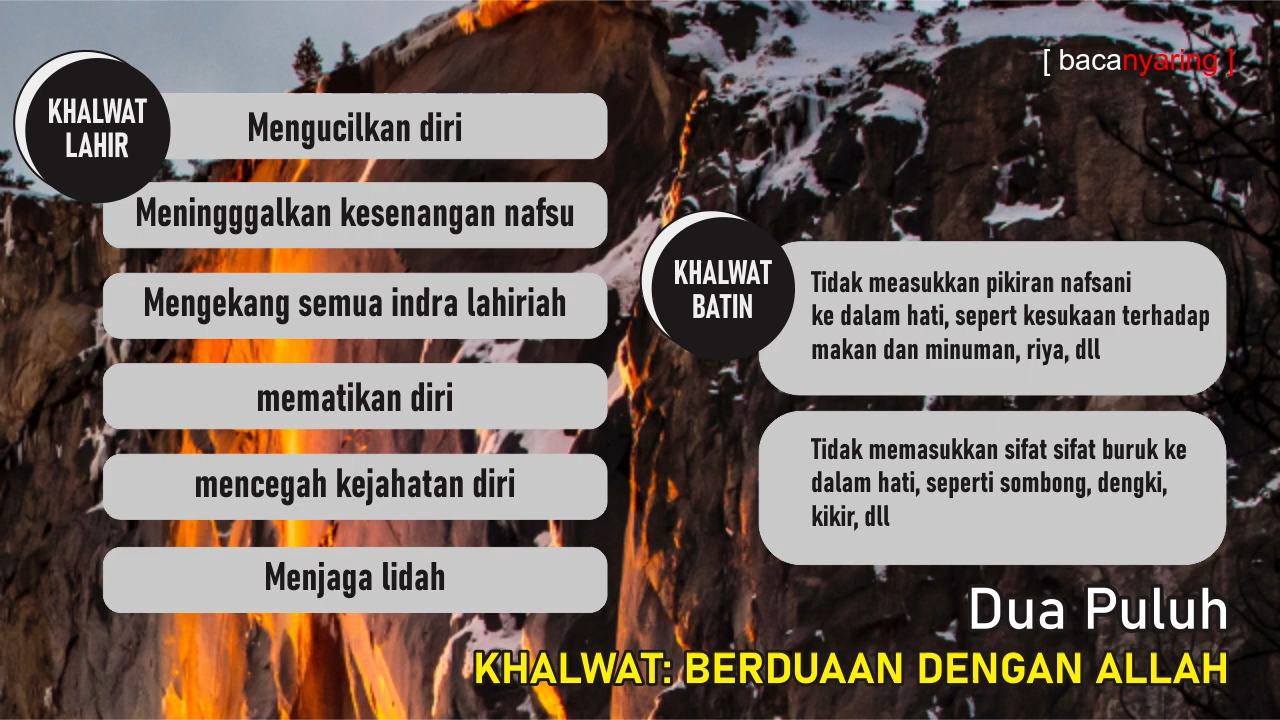 [ bacanyaring ]
KHALWAT
LAHIR
Mengucilkan diri
Meningggalkan kesenangan nafsu
Mengekang semua indra lahiriah
mematikan diri
mencegah kejahatan diri
Menjaga lidah
KHALWAT
BATIN
Tidak measukkan pikiran nafsani
ke dalam hati, sepert kesukaan terhadap
makan dan minuman, riya, dll
Tidak memasukkan sifat sifat buruk ke
dalam hati, seperti sombong, dengki,
kikir, dll
Dua Puluh
KHALWAT: BERDUAAN DENGAN ALLAH